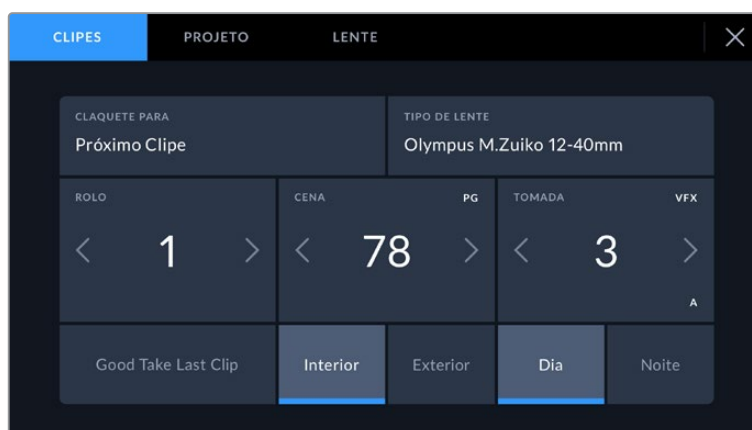 CLIPES PROJETO LENTE
CLAQUETE PARA TIPO DE LENTE
Próximo Clipe Olympus M.Zuiko 12-40mm
ROLO CENA PG TOMADA VFX
1 78 3
A
Good Take Last Clip Interior Exterior Dia Noite